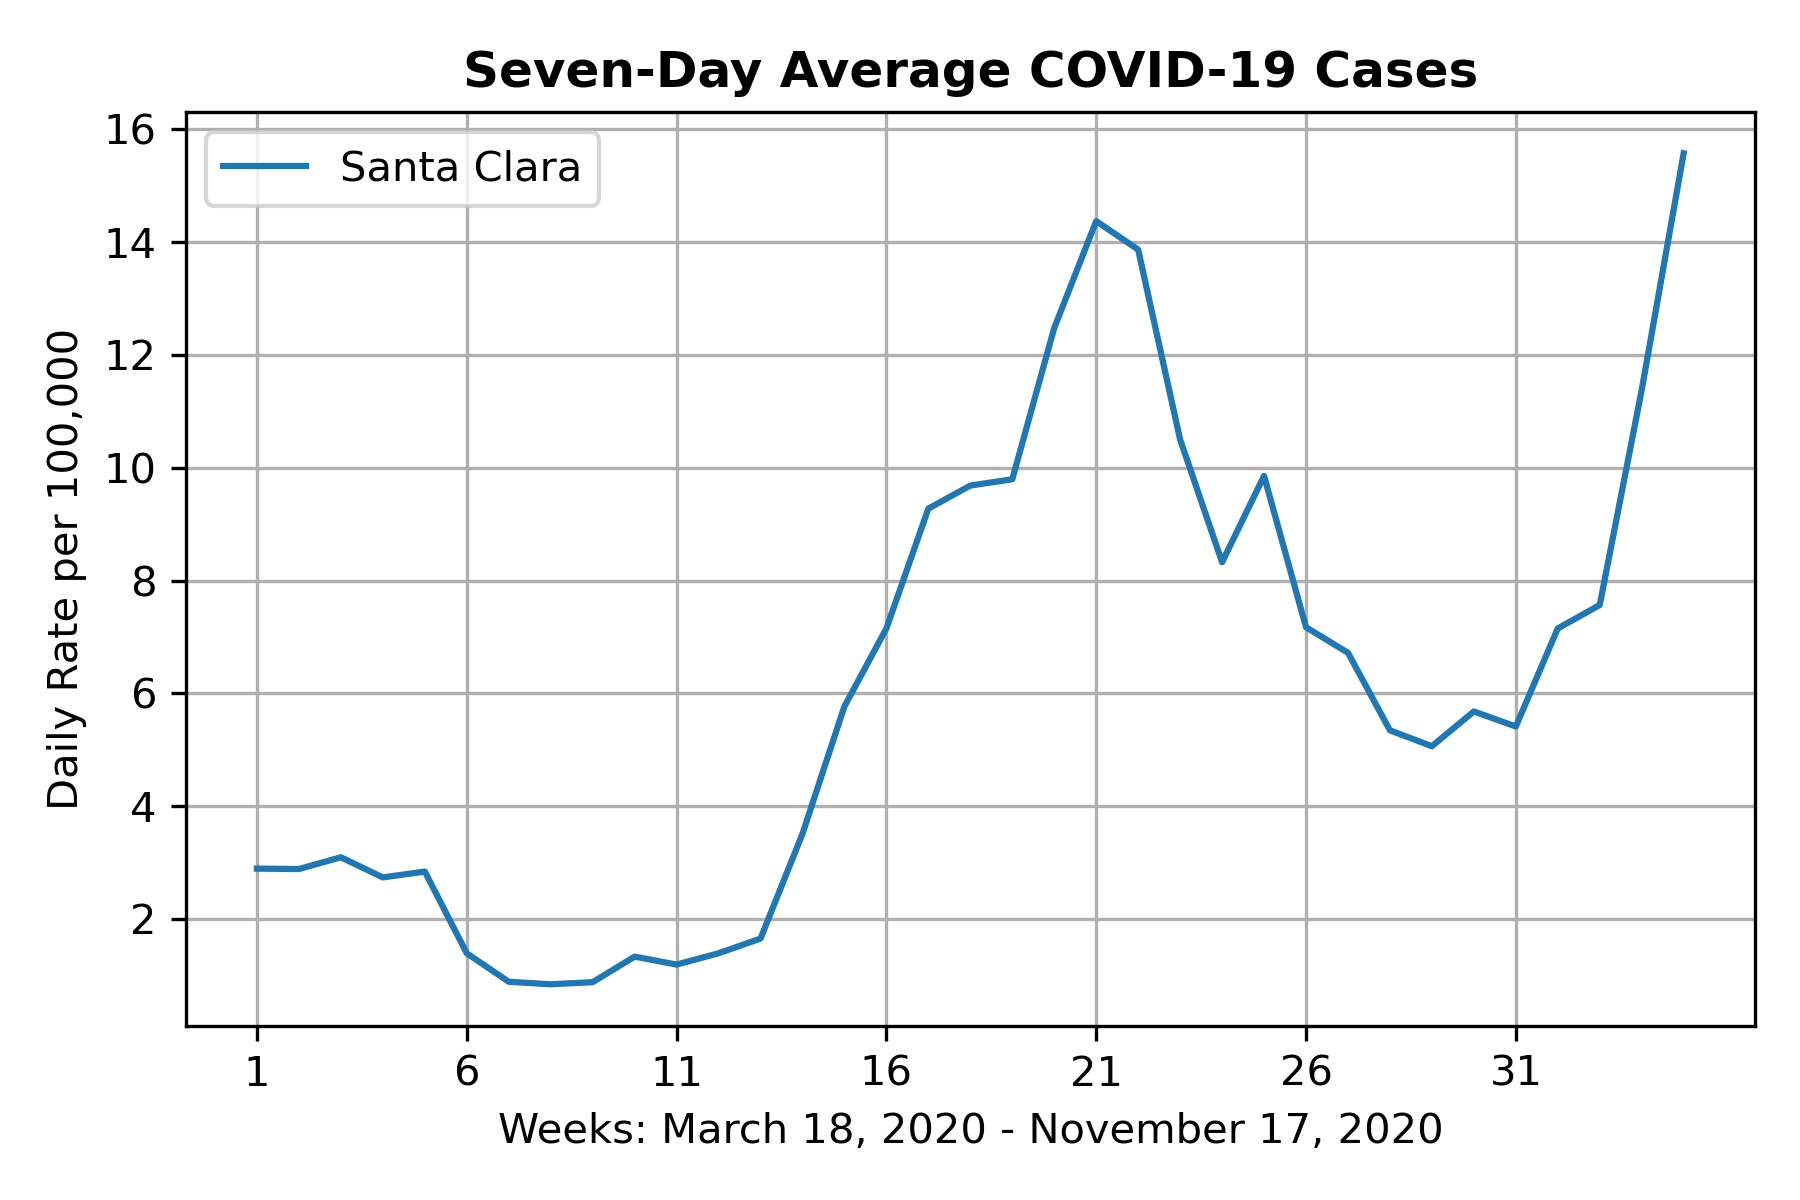 Seven-Day Average COVID-19 Cases
16
Santa Clara
14
12
10
8
6
4
2
Daily Rate per 100,000
1 6 11 16 21 26 31
Weeks: March 18, 2020 - November 17, 2020